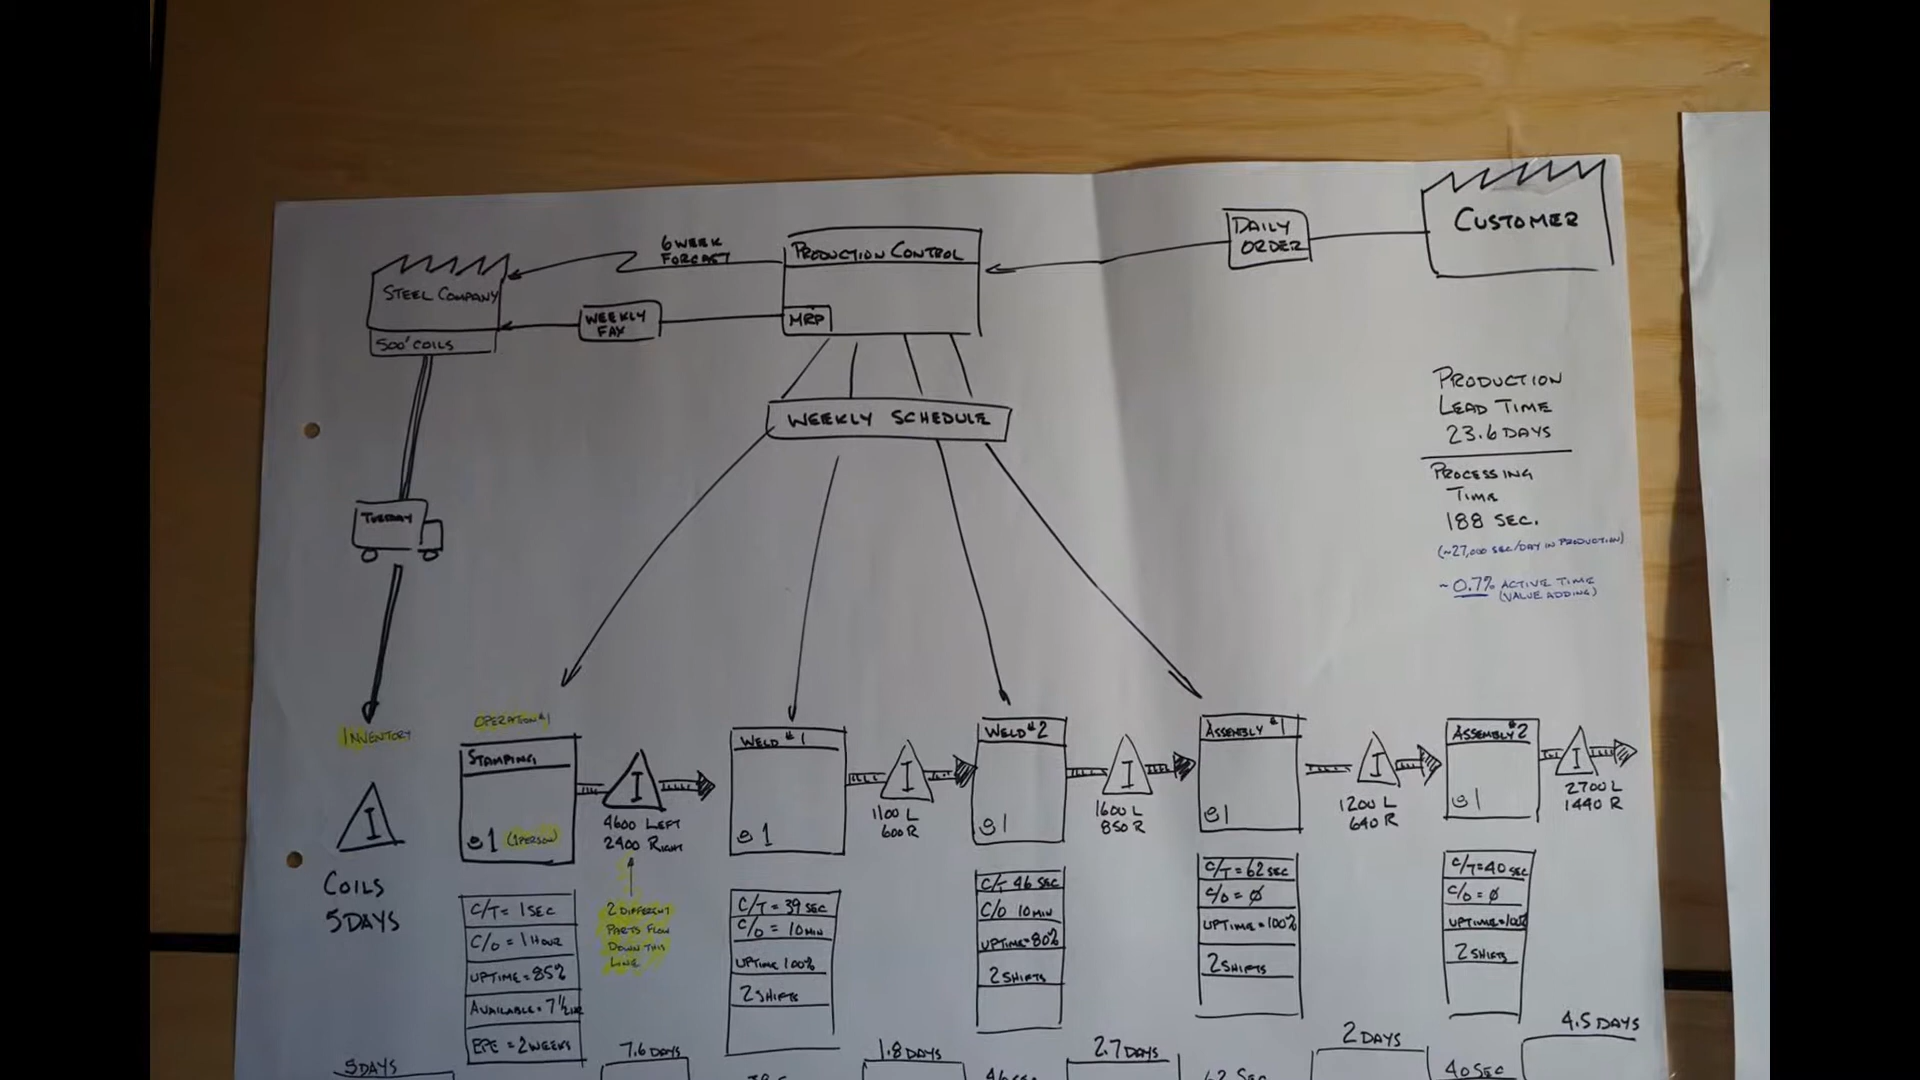 6 WEEK
FORCAST
PRODUCTION CONTROL
MRP
DAILY
ORDER
CUSTOMER
STEEL COMPANY
500' COILS
WEEKLY
FAX
WEEKLY SCHEDULE
TUESDAY
PRODUCTION
LEAD TIME
23.6 DAYS
PROCESSING
TIME
188 SEC.
(~27,000 SEC/DAY IN PRODUCTION)
~0.7% ACTIVE TIME
(VALUE ADDING)
INVENTORY
I
COILS
5 DAYS
OPERATION #1
STAMPING
1 (1 PERSON)
C/T = 1 SEC
C/O = 1 HOUR
UPTIME = 85%
AVAILABLE = 7 1/2 HR
EPE = 2 WEEKS
I
4600 LEFT
2400 RIGHT
2 DIFFERENT
PARTS FLOW
DOWN THIS
LINE
WELD #1
1
C/T = 39 SEC
C/O = 10 MIN
UPTIME 100%
2 SHIFTS
I
1100 L
600 R
WELD #2
1
C/T 46 SEC
C/O 10 MIN
UPTIME = 80%
2 SHIFTS
I
1600 L
850 R
ASSEMBLY #1
1
C/T = 62 SEC
C/O = Ø
UPTIME = 100%
2 SHIFTS
I
1200 L
640 R
ASSEMBLY #2
1
C/T = 40 SEC
C/O = Ø
UPTIME = 100%
2 SHIFTS
I
2700 L
1440 R
5 DAYS
7.6 DAYS
1.8 DAYS
46 SEC
2.7 DAYS
62 SEC
2 DAYS
40 SEC
4.5 DAYS